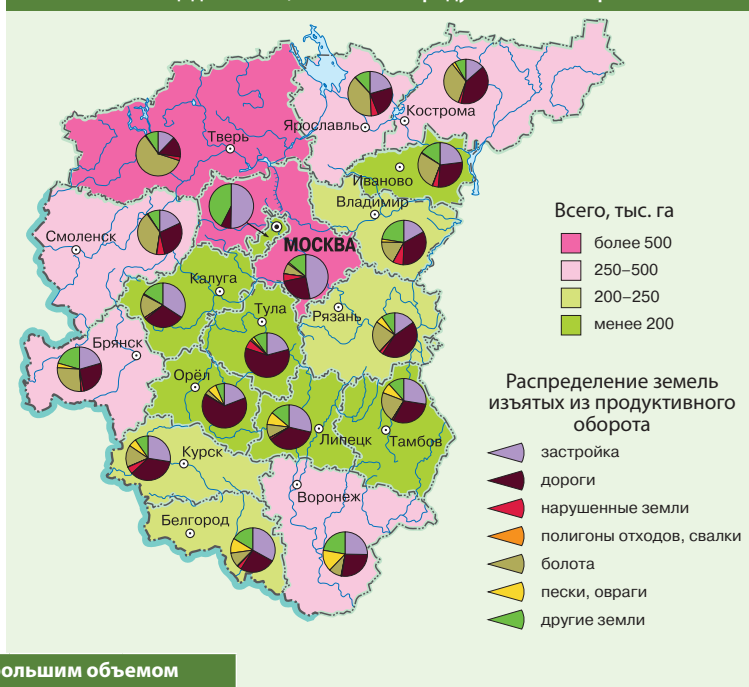 Ярославль
Кострома
Тверь
Иваново
Владимир
МОСКВА
Смоленск
Калуга
Тула
Рязань
Брянск
Орёл
Липецк
Тамбов
Курск
Воронеж
Белгород
Всего, тыс. га
более 500
250–500
200–250
менее 200
Распределение земель
изъятых из продуктивного
оборота
застройка
дороги
нарушенные земли
полигоны отходов, свалки
болота
пески, овраги
другие земли
объемом